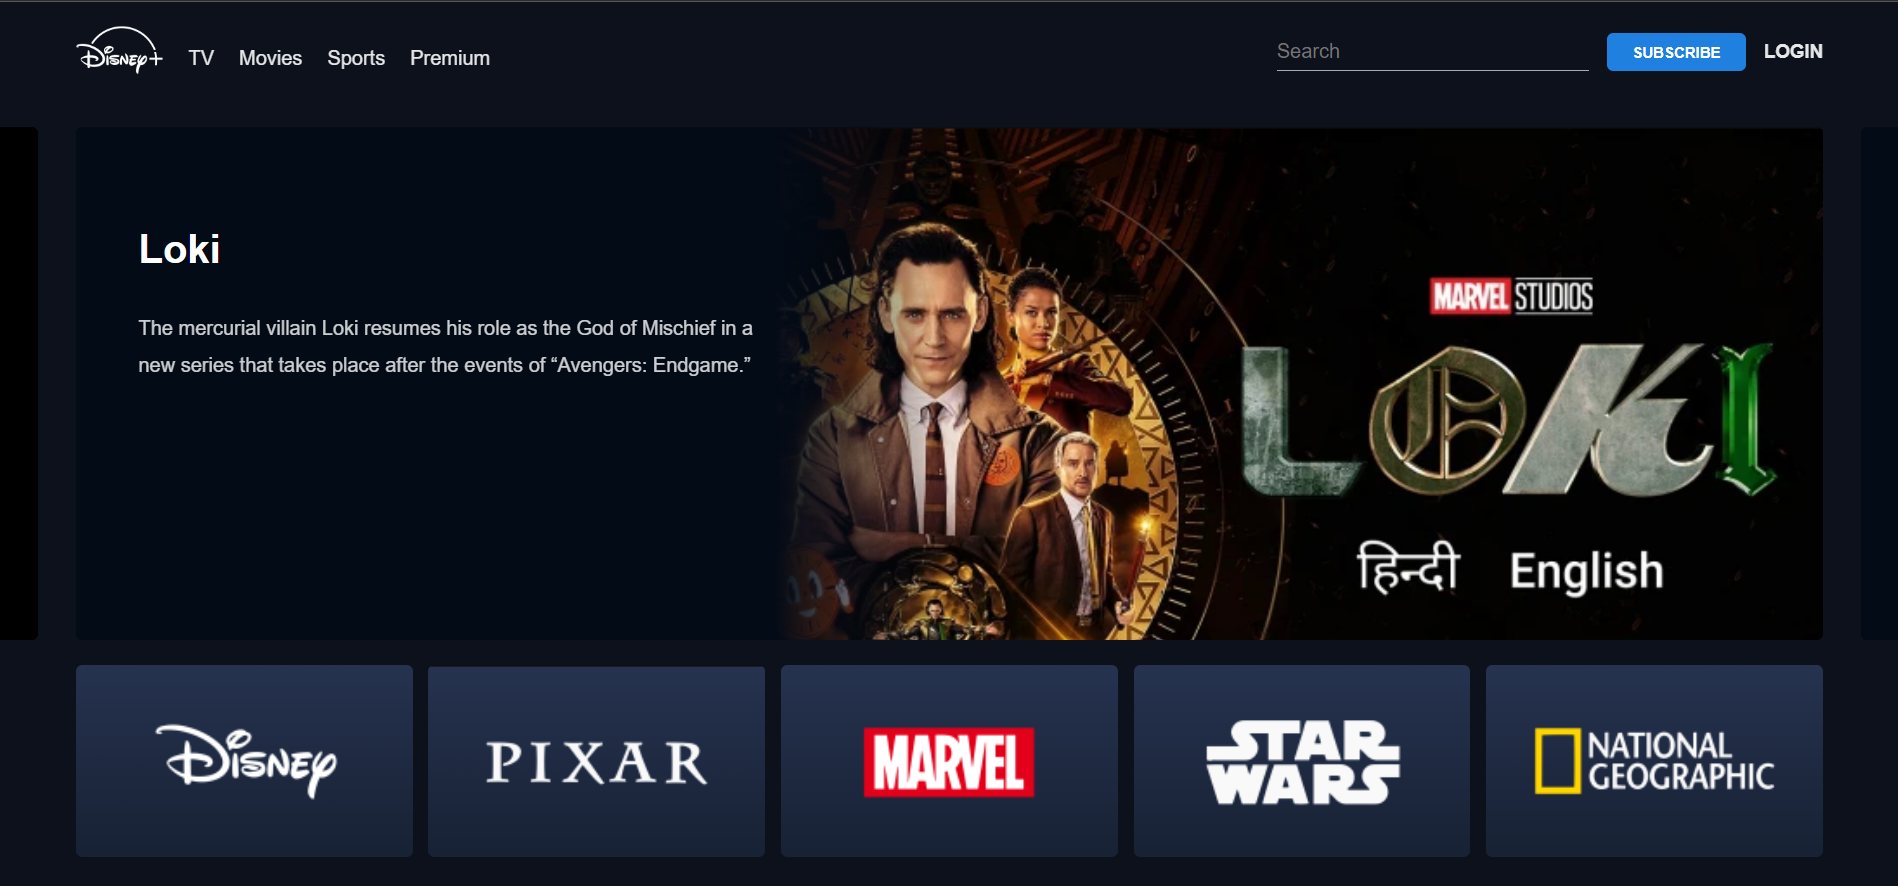 Disney+
TV
Movies
Sports
Premium
Search
SUBSCRIBE
LOGIN
Loki
The mercurial villain Loki resumes his role as the God of Mischief in a
new series that takes place after the events of “Avengers: Endgame.”
MARVEL STUDIOS
LOKI
हिन्दी English
Disney
PIXAR
MARVEL
STAR
WARS
NATIONAL
GEOGRAPHIC